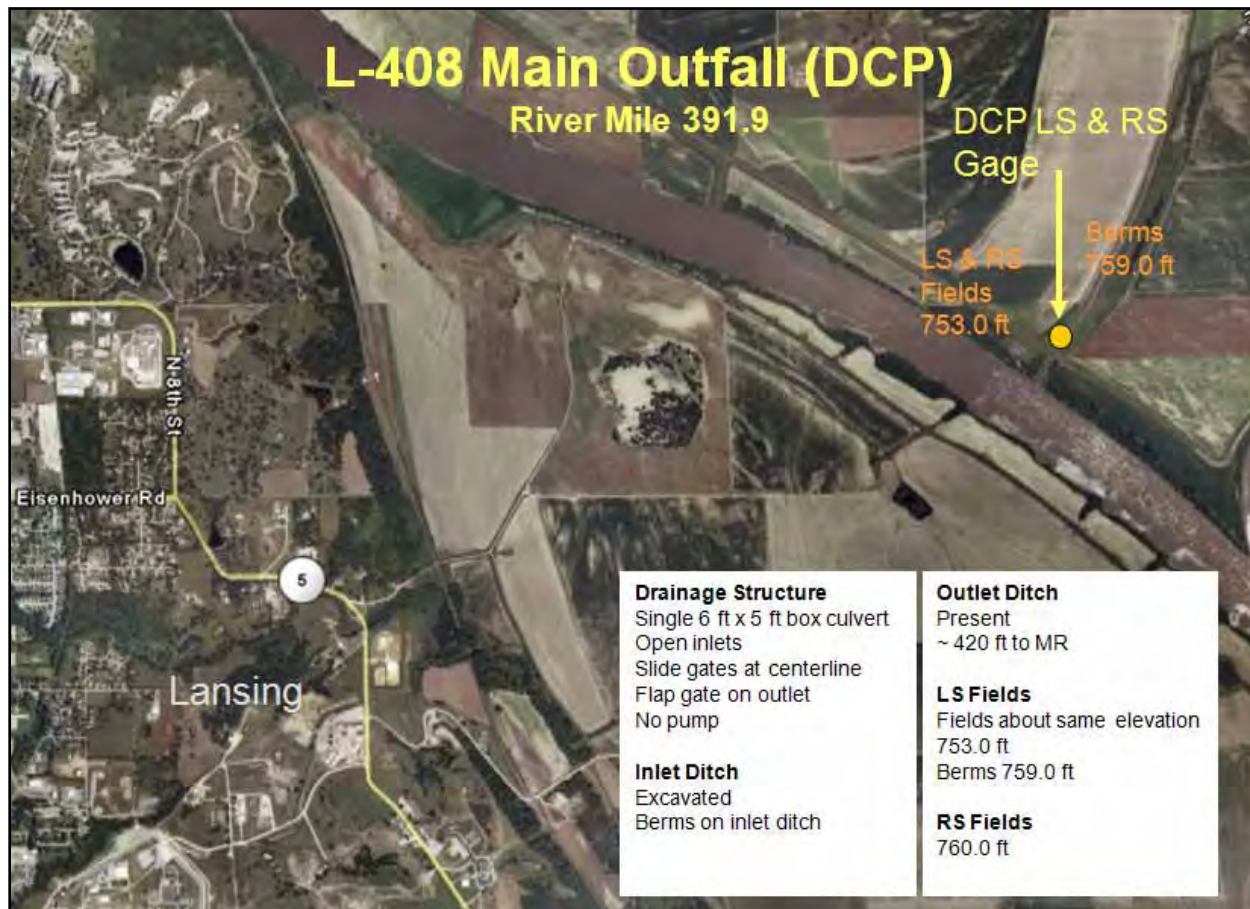 L-408 Main Outfall (DCP)
River Mile 391.9
DCP LS & RS
Gage
Berms
759.0 ft
LS & RS
Fields
753.0 ft
N 8th St
Eisenhower Rd
5
Lansing
Drainage Structure
Single 6 ft x 5 ft box culvert
Open inlets
Slide gates at centerline
Flap gate on outlet
No pump
Inlet Ditch
Excavated
Berms on inlet ditch
Outlet Ditch
Present
~ 420 ft to MR
LS Fields
Fields about same elevation
753.0 ft
Berms 759.0 ft
RS Fields
760.0 ft